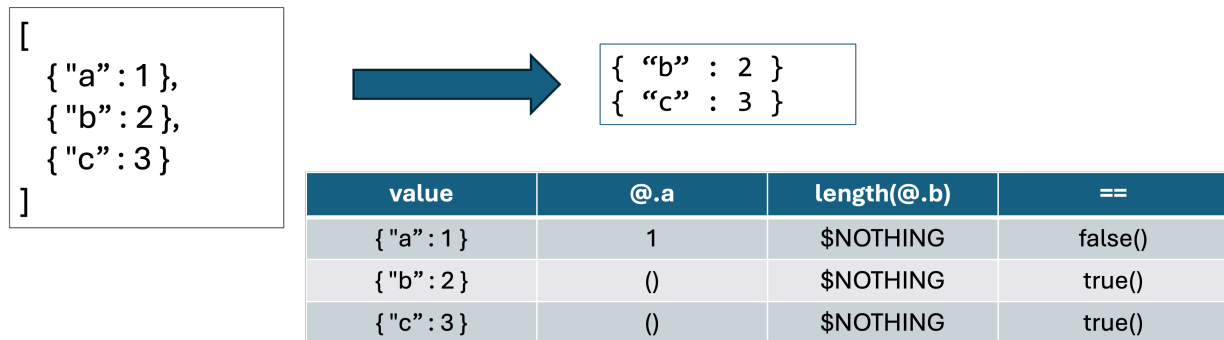 [
{ "a” : 1 },
{ "b” : 2 },
{ "c” : 3 }
]
{ “b” : 2 }
{ “c” : 3 }
value @.a length(@.b) ==
{ "a” : 1 } 1 $NOTHING false()
{ "b” : 2 } () $NOTHING true()
{ "c” : 3 } () $NOTHING true()